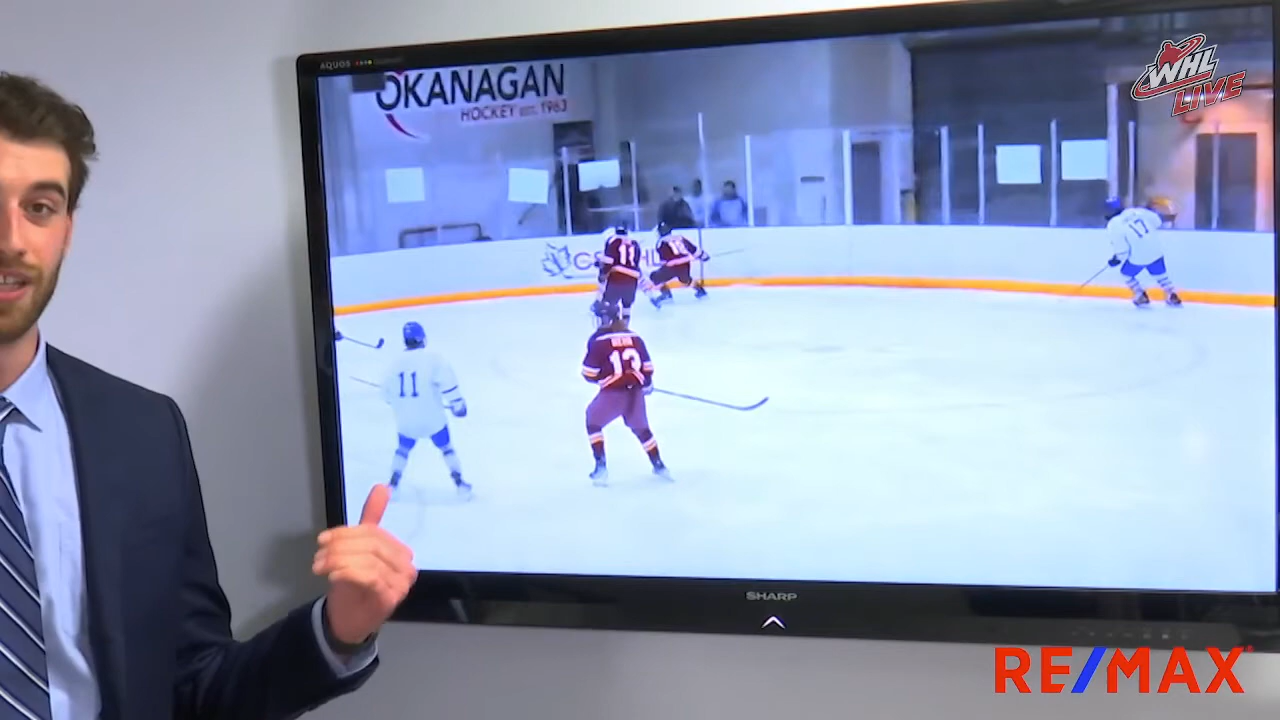 AQUOS
OKANAGAN
HOCKEY EST. 1963
WHL
LIVE
17
11
13
11
SHARP
RE/MAX